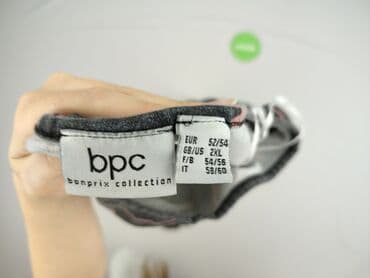 bpc
bonprix collection
EUR 52/54
GB/US 2XL
F/B 54/56
IT 58/60